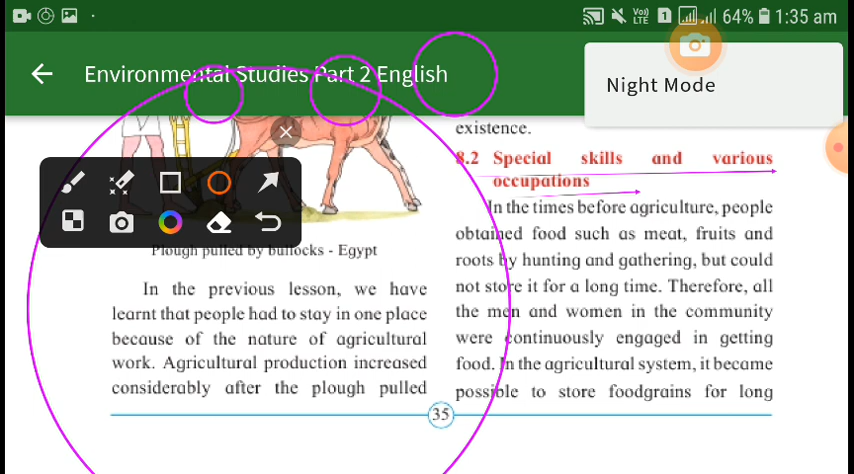 VoD 1 64% 1:35 am
LTE
Environmental Studies Part 2 English
Night Mode
Plough pulled by bullocks - Egypt
In the previous lesson, we have
learnt that people had to stay in one place
because of the nature of agricultural
work. Agricultural production increased
considerably after the plough pulled
existence.
8.2 Special skills and various
occupations
In the times before agriculture, people
obtained food such as meat, fruits and
roots by hunting and gathering, but could
not store it for a long time. Therefore, all
the men and women in the community
were continuously engaged in getting
food. In the agricultural system, it became
possible to store foodgrains for long
35